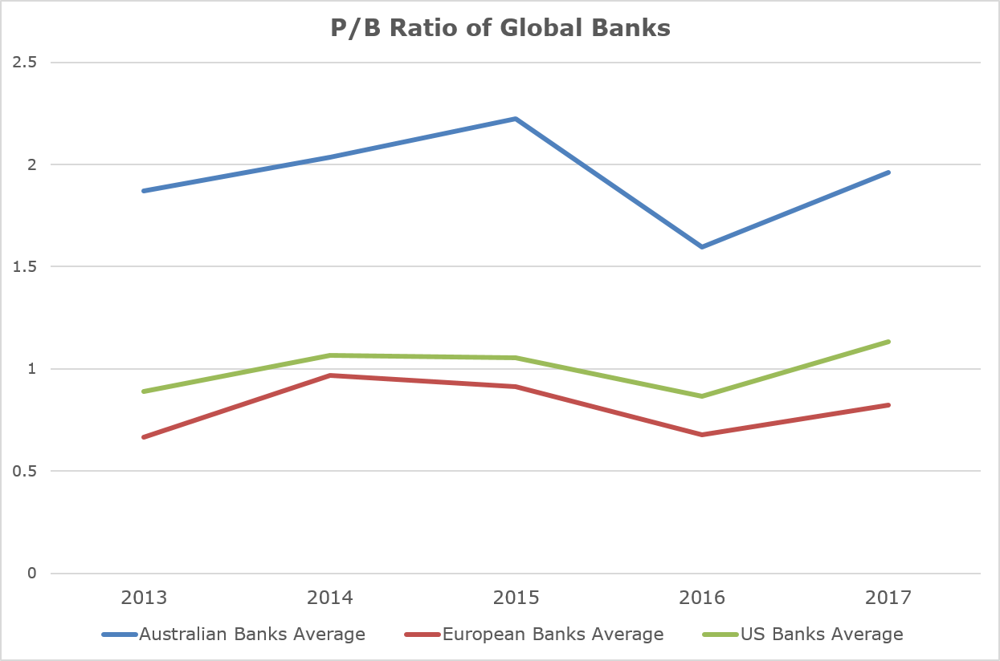 P/B Ratio of Global Banks
2.5
2
1.5
1
0.5
0
2013 2014 2015 2016 2017
Australian Banks Average European Banks Average US Banks Average